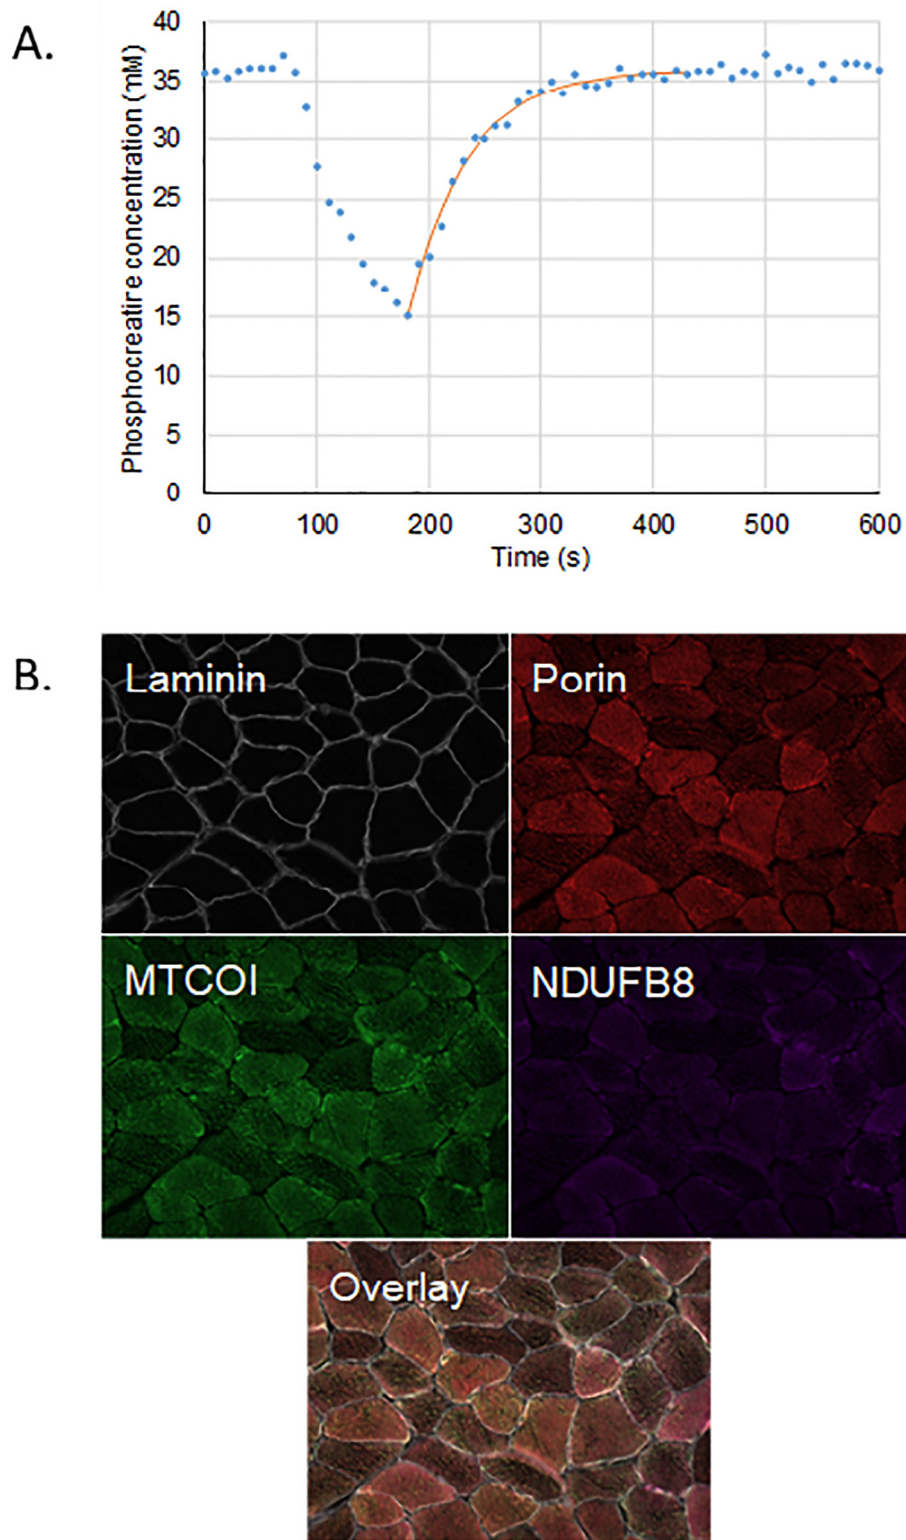 A.
Phosphocreatine concentration (mM)
40
35
30
25
20
15
10
5
0
0 100 200 300 400 500 600
Time (s)
B.
Laminin
Porin
MTCOI
NDUFB8
Overlay